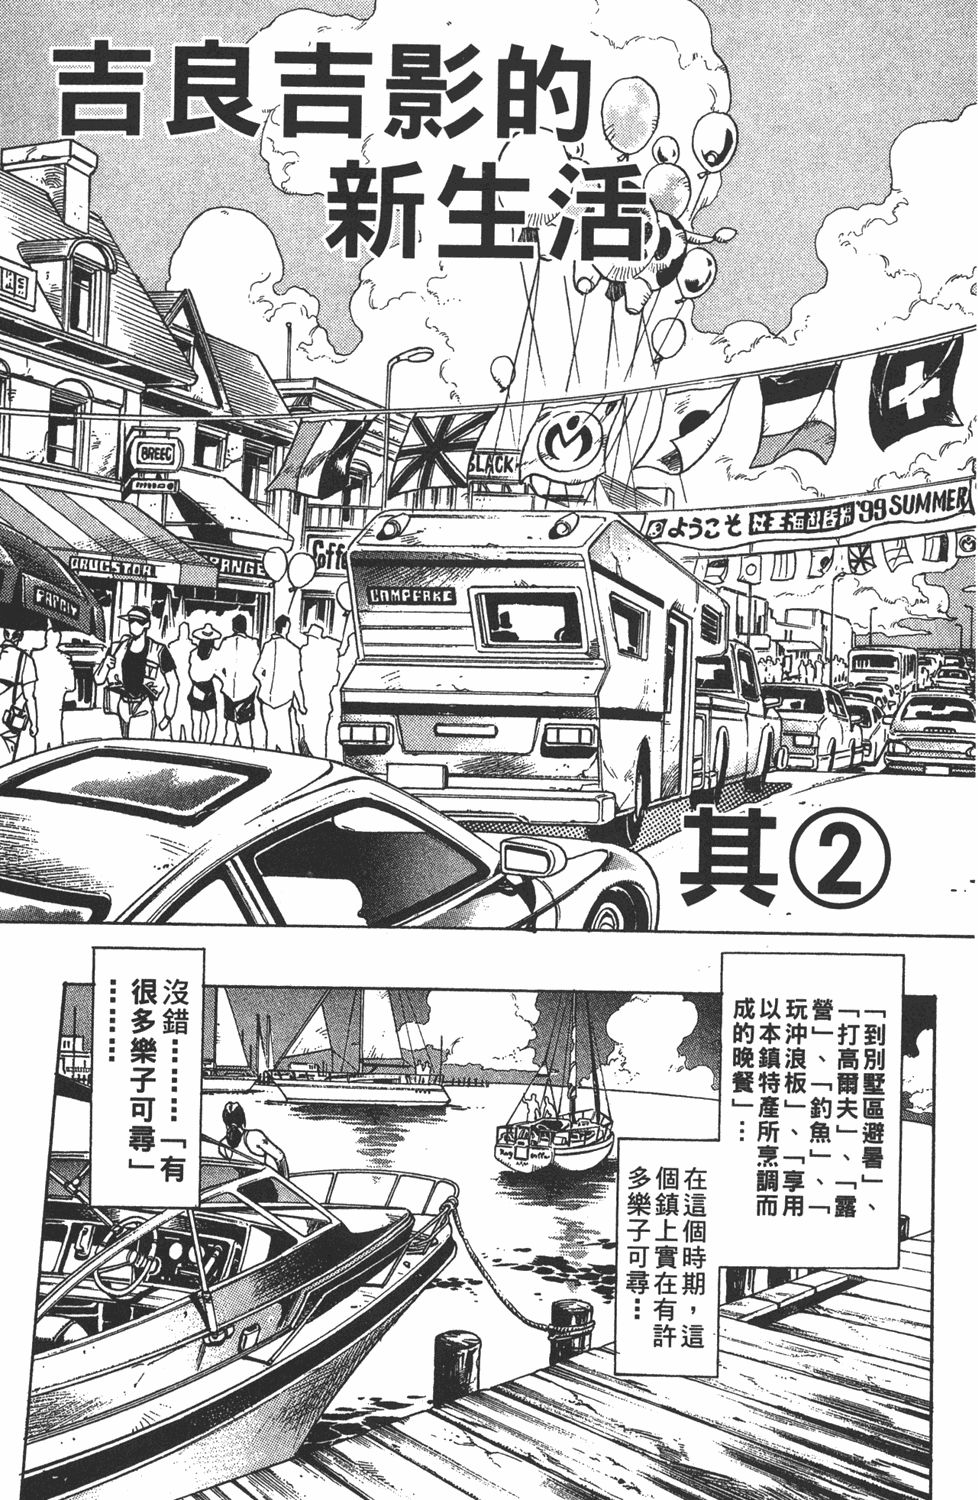 吉良吉影的
新生活
BREEC
BLACK
ようこそ
'99 SUMMER
DRUGSTOR
RANGE
Coffe
CAMPFAKE
其②
「到別墅區避暑」、
「打高爾夫」、「露
營」、「釣魚」、「
玩沖浪板」、「享用
以本鎮特產所烹調而
成的晚餐」…
在這個時期，這
個鎮上實在有許
多樂子可尋…
沒錯………「有
很多樂子可尋」
………